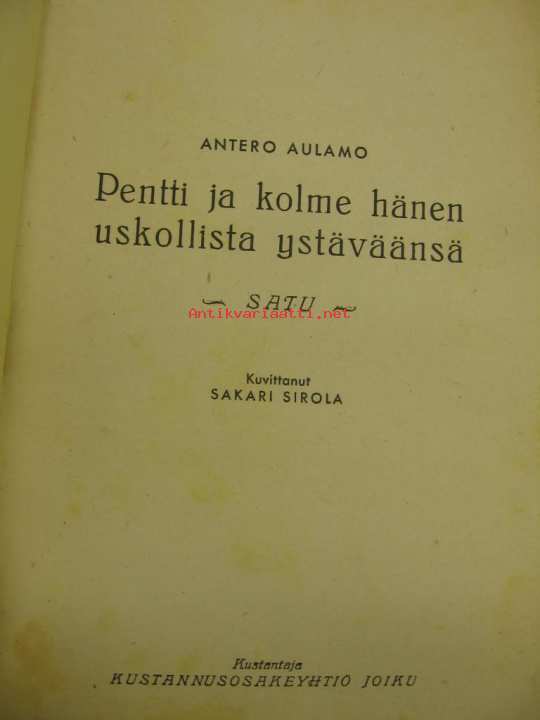 ANTERO AULAMO
Pentti ja kolme hänen
uskollista ystäväänsä
SATU
Antikvariaatti.net
Kuvittanut
SAKARI SIROLA
Kustantaja
KUSTANNUSOSAKEYHTIÖ JOIKU